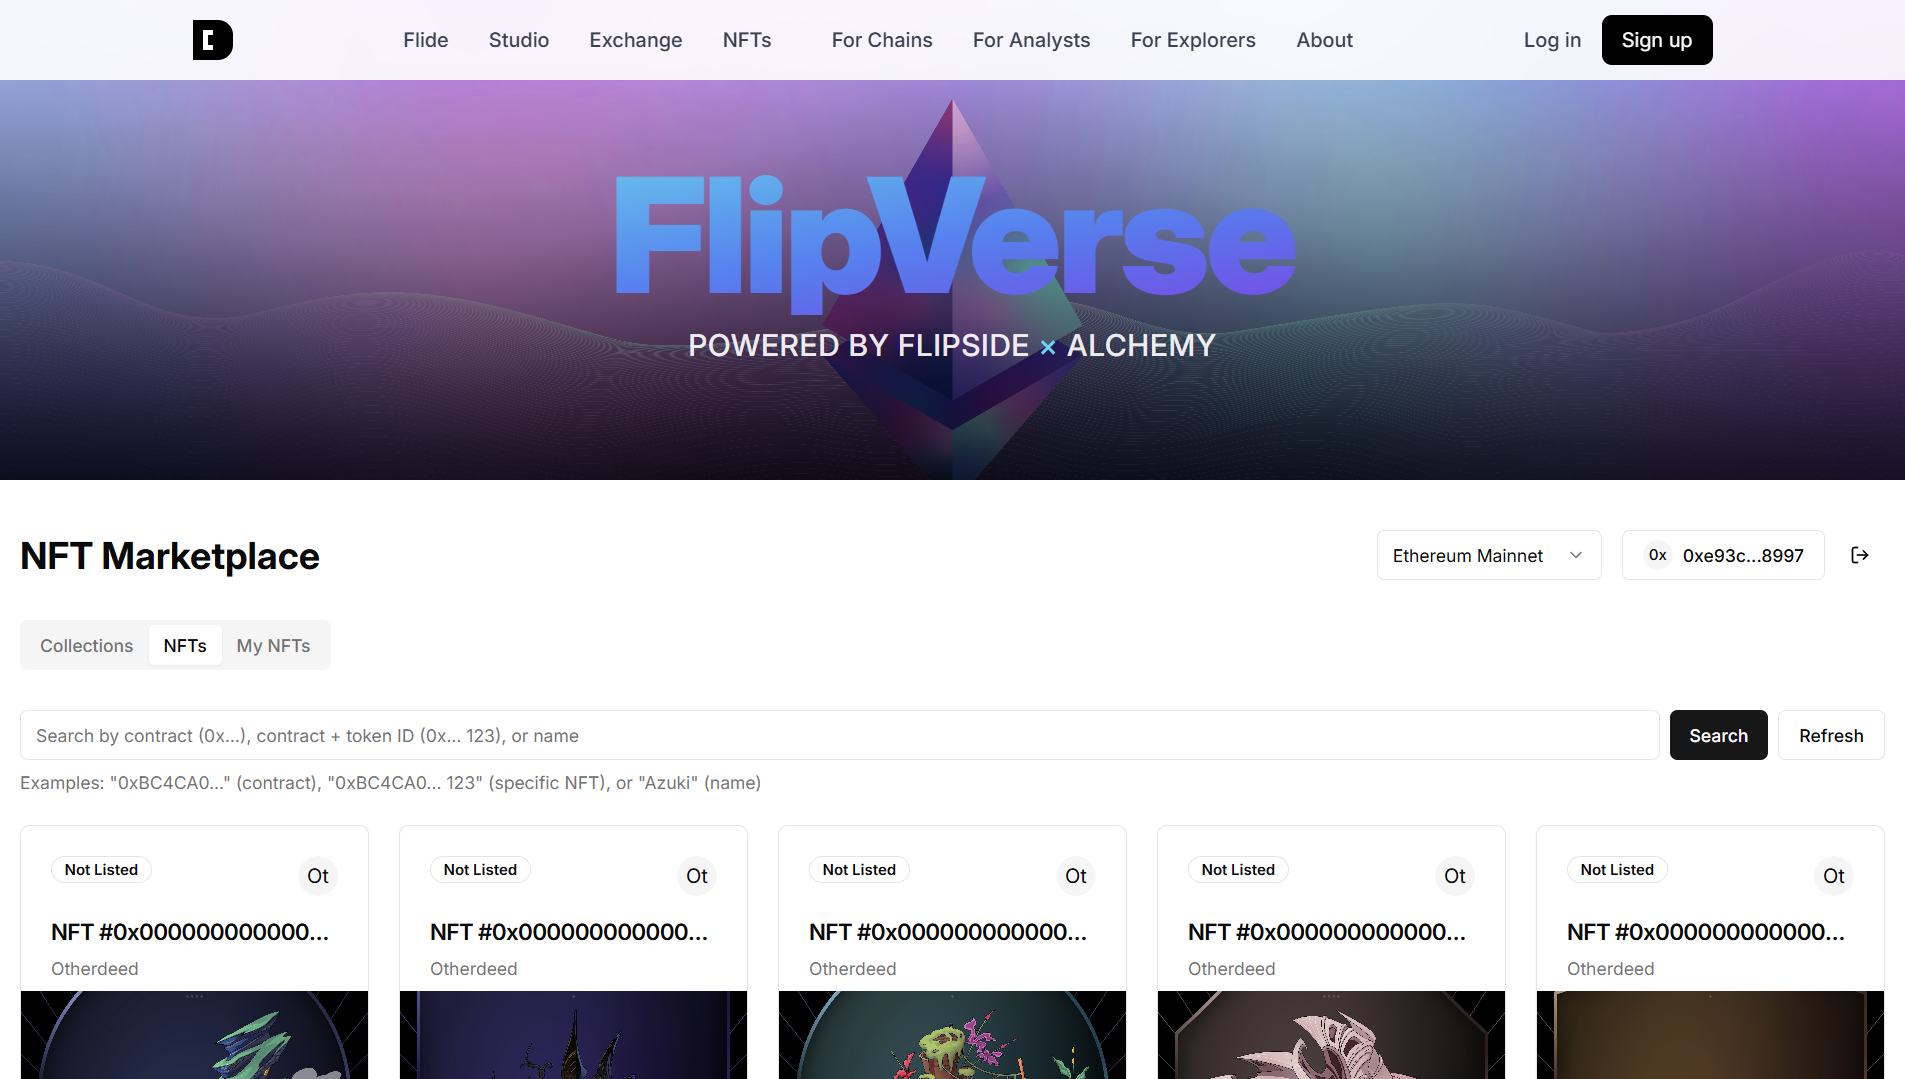 Flide Studio Exchange NFTs For Chains For Analysts For Explorers About Log in Sign up
FlipVerse
POWERED BY FLIPSIDE × ALCHEMY
NFT Marketplace
Ethereum Mainnet
0x 0xe93c...8997
Collections NFTs My NFTs
Search by contract (0x...), contract + token ID (0x... 123), or name
Search
Refresh
Examples: "0xBC4CA0..." (contract), "0xBC4CA0... 123" (specific NFT), or "Azuki" (name)
Not Listed Ot
NFT #0x000000000000...
Otherdeed
Not Listed Ot
NFT #0x000000000000...
Otherdeed
Not Listed Ot
NFT #0x000000000000...
Otherdeed
Not Listed Ot
NFT #0x000000000000...
Otherdeed
Not Listed Ot
NFT #0x000000000000...
Otherdeed